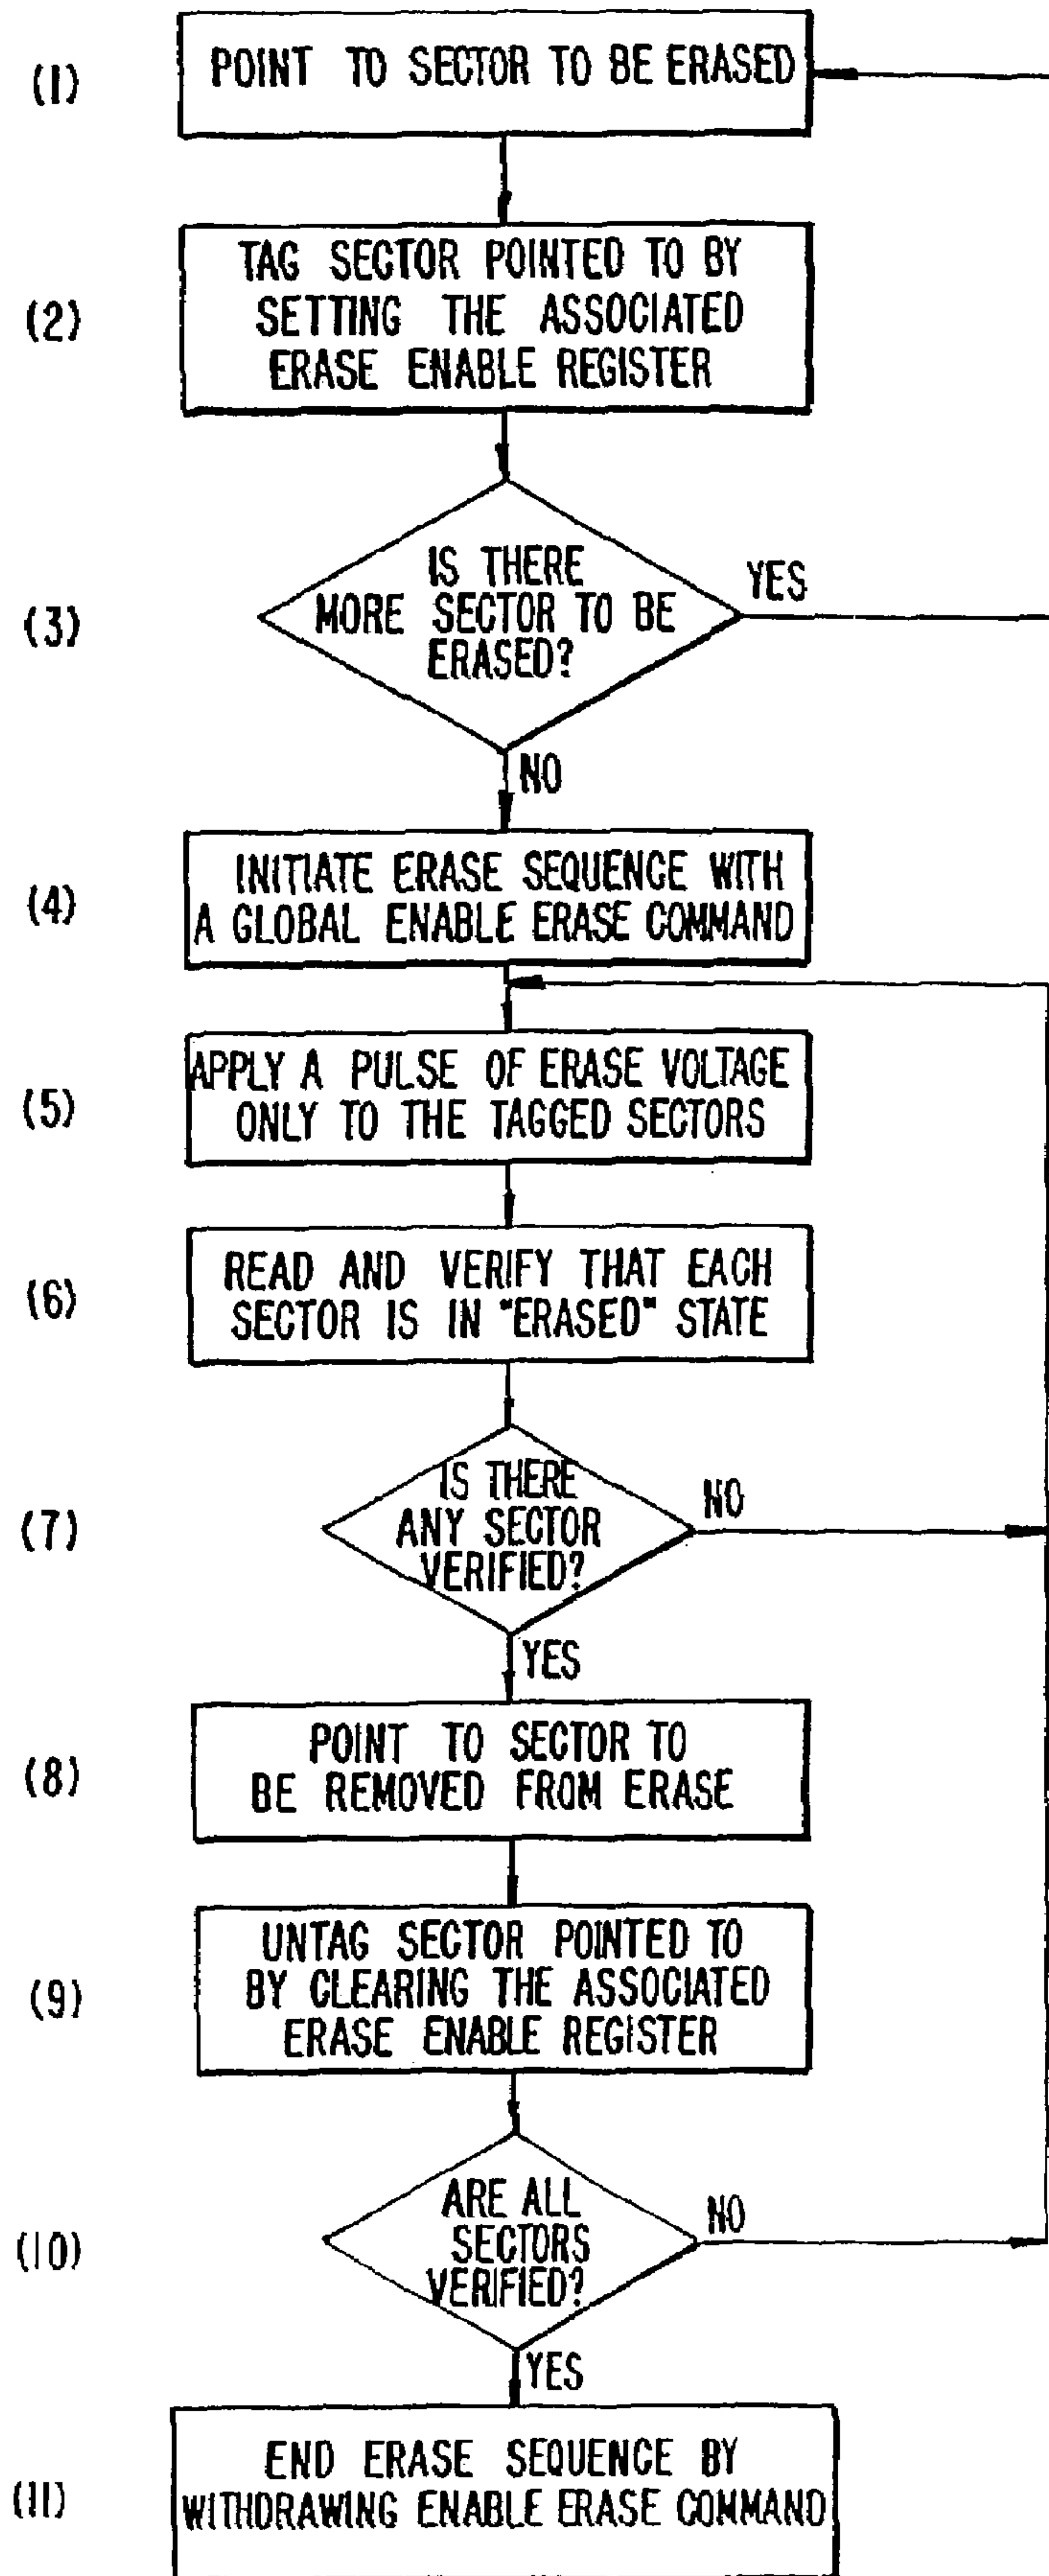 (1)
POINT TO SECTOR TO BE ERASED
(2)
TAG SECTOR POINTED TO BY
SETTING THE ASSOCIATED
ERASE ENABLE REGISTER
(3)
IS THERE
MORE SECTOR TO BE
ERASED?
YES
NO
(4)
INITIATE ERASE SEQUENCE WITH
A GLOBAL ENABLE ERASE COMMAND
(5)
APPLY A PULSE OF ERASE VOLTAGE
ONLY TO THE TAGGED SECTORS
(6)
READ AND VERIFY THAT EACH
SECTOR IS IN "ERASED" STATE
(7)
IS THERE
ANY SECTOR
VERIFIED?
NO
YES
(8)
POINT TO SECTOR TO
BE REMOVED FROM ERASE
(9)
UNTAG SECTOR POINTED TO
BY CLEARING THE ASSOCIATED
ERASE ENABLE REGISTER
(10)
ARE ALL
SECTORS
VERIFIED?
NO
YES
(11)
END ERASE SEQUENCE BY
WITHDRAWING ENABLE ERASE COMMAND